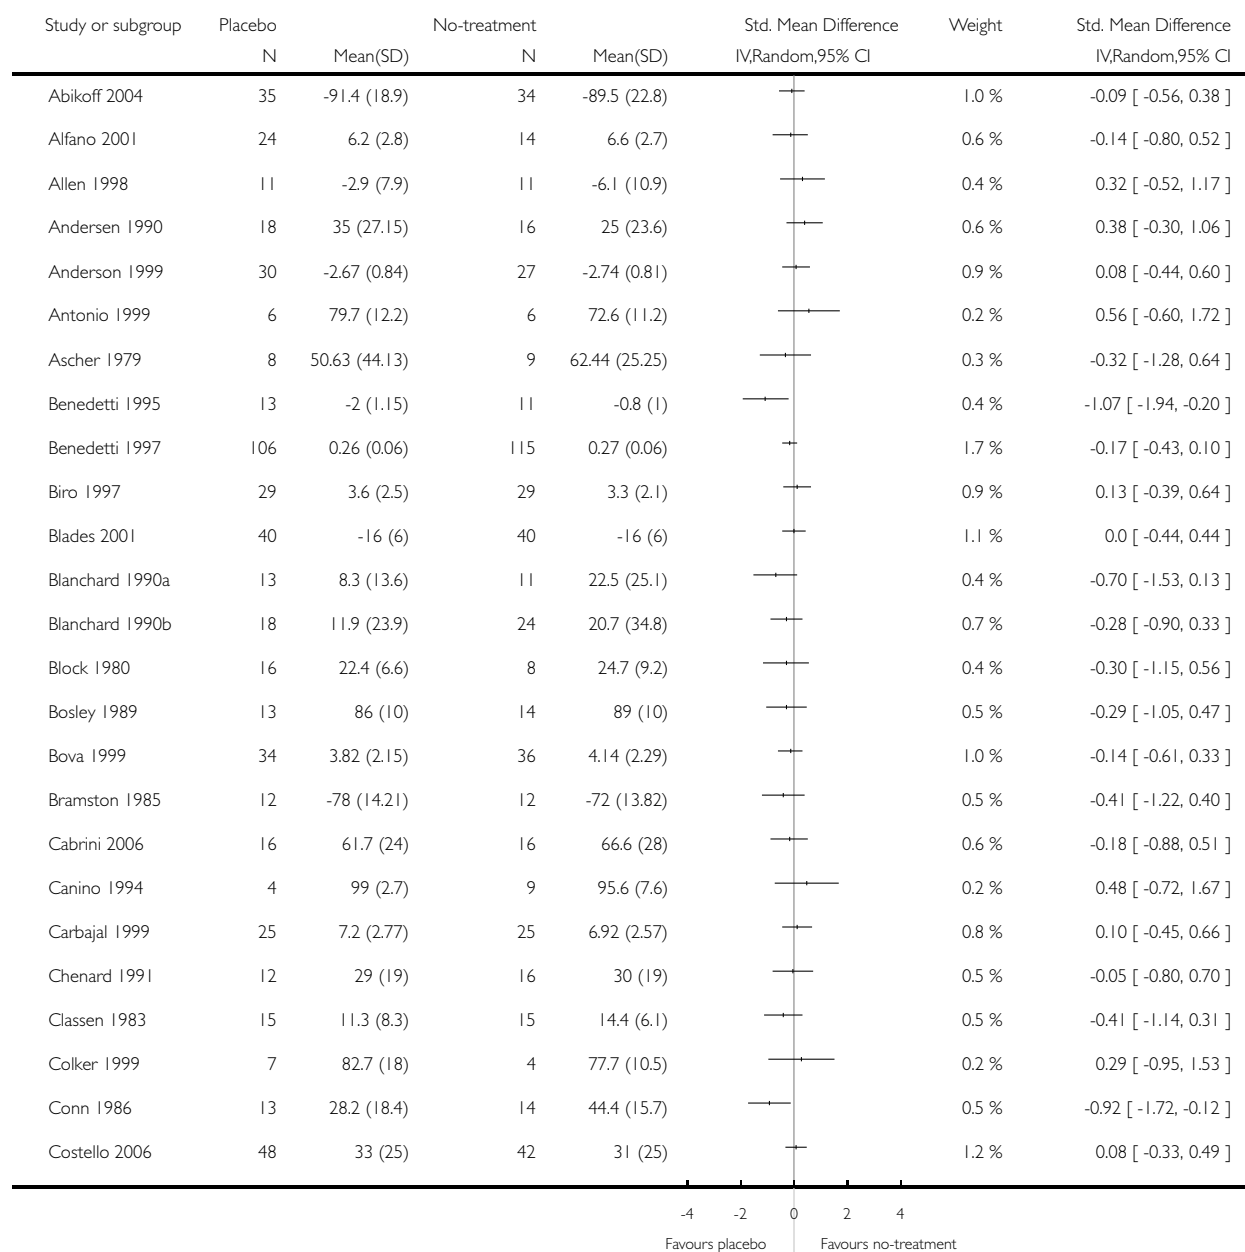 Study or subgroup Placebo No-treatment Std. Mean Difference Weight Std. Mean Difference
N Mean(SD) N Mean(SD) IV,Random,95% CI IV,Random,95% CI
Abikoff 2004 35 -91.4 (18.9) 34 -89.5 (22.8) 1.0 % -0.09 [ -0.56, 0.38 ]
Alfano 2001 24 6.2 (2.8) 14 6.6 (2.7) 0.6 % -0.14 [ -0.80, 0.52 ]
Allen 1998 11 -2.9 (7.9) 11 -6.1 (10.9) 0.4 % 0.32 [ -0.52, 1.17 ]
Andersen 1990 18 35 (27.15) 16 25 (23.6) 0.6 % 0.38 [ -0.30, 1.06 ]
Anderson 1999 30 -2.67 (0.84) 27 -2.74 (0.81) 0.9 % 0.08 [ -0.44, 0.60 ]
Antonio 1999 6 79.7 (12.2) 6 72.6 (11.2) 0.2 % 0.56 [ -0.60, 1.72 ]
Ascher 1979 8 50.63 (44.13) 9 62.44 (25.25) 0.3 % -0.32 [ -1.28, 0.64 ]
Benedetti 1995 13 -2 (1.15) 11 -0.8 (1) 0.4 % -1.07 [ -1.94, -0.20 ]
Benedetti 1997 106 0.26 (0.06) 115 0.27 (0.06) 1.7 % -0.17 [ -0.43, 0.10 ]
Biro 1997 29 3.6 (2.5) 29 3.3 (2.1) 0.9 % 0.13 [ -0.39, 0.64 ]
Blades 2001 40 -16 (6) 40 -16 (6) 1.1 % 0.0 [ -0.44, 0.44 ]
Blanchard 1990a 13 8.3 (13.6) 11 22.5 (25.1) 0.4 % -0.70 [ -1.53, 0.13 ]
Blanchard 1990b 18 11.9 (23.9) 24 20.7 (34.8) 0.7 % -0.28 [ -0.90, 0.33 ]
Block 1980 16 22.4 (6.6) 8 24.7 (9.2) 0.4 % -0.30 [ -1.15, 0.56 ]
Bosley 1989 13 86 (10) 14 89 (10) 0.5 % -0.29 [ -1.05, 0.47 ]
Bova 1999 34 3.82 (2.15) 36 4.14 (2.29) 1.0 % -0.14 [ -0.61, 0.33 ]
Bramston 1985 12 -78 (14.21) 12 -72 (13.82) 0.5 % -0.41 [ -1.22, 0.40 ]
Cabrini 2006 16 61.7 (24) 16 66.6 (28) 0.6 % -0.18 [ -0.88, 0.51 ]
Canino 1994 4 99 (2.7) 9 95.6 (7.6) 0.2 % 0.48 [ -0.72, 1.67 ]
Carbajal 1999 25 7.2 (2.77) 25 6.92 (2.57) 0.8 % 0.10 [ -0.45, 0.66 ]
Chenard 1991 12 29 (19) 16 30 (19) 0.5 % -0.05 [ -0.80, 0.70 ]
Classen 1983 15 11.3 (8.3) 15 14.4 (6.1) 0.5 % -0.41 [ -1.14, 0.31 ]
Colker 1999 7 82.7 (18) 4 77.7 (10.5) 0.2 % 0.29 [ -0.95, 1.53 ]
Conn 1986 13 28.2 (18.4) 14 44.4 (15.7) 0.5 % -0.92 [ -1.72, -0.12 ]
Costello 2006 48 33 (25) 42 31 (25) 1.2 % 0.08 [ -0.33, 0.49 ]
-4 -2 0 2 4
Favours placebo Favours no-treatment